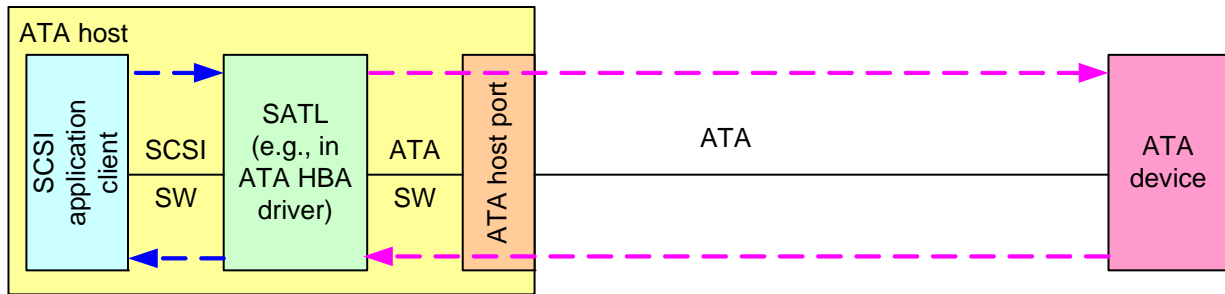 ATA host
SCSI
application
client
SCSI
SW
SATL
(e.g., in
ATA HBA
driver)
ATA
SW
ATA host port
ATA
ATA
device